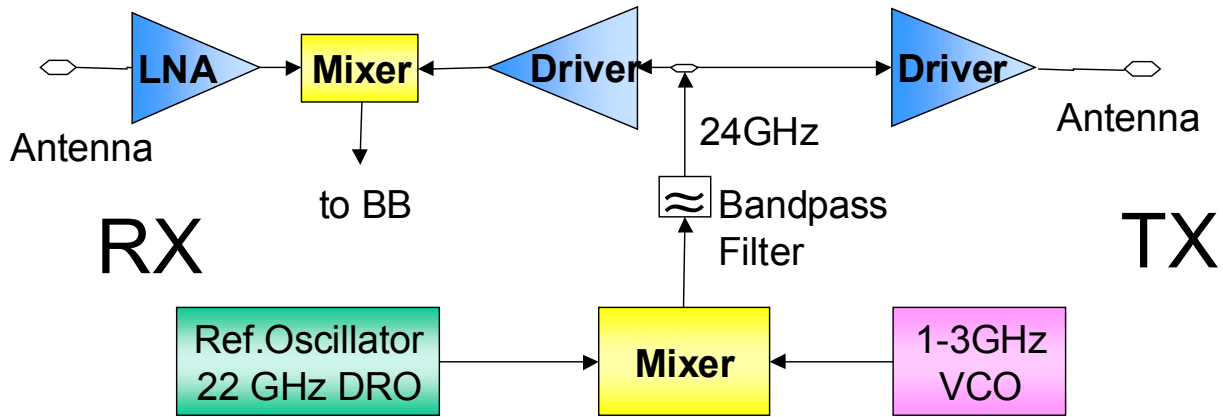 LNA
Mixer
Driver
Driver
Antenna
24GHz
Antenna
to BB
Bandpass
Filter
RX
TX
Ref.Oscillator
22 GHz DRO
Mixer
1-3GHz
VCO